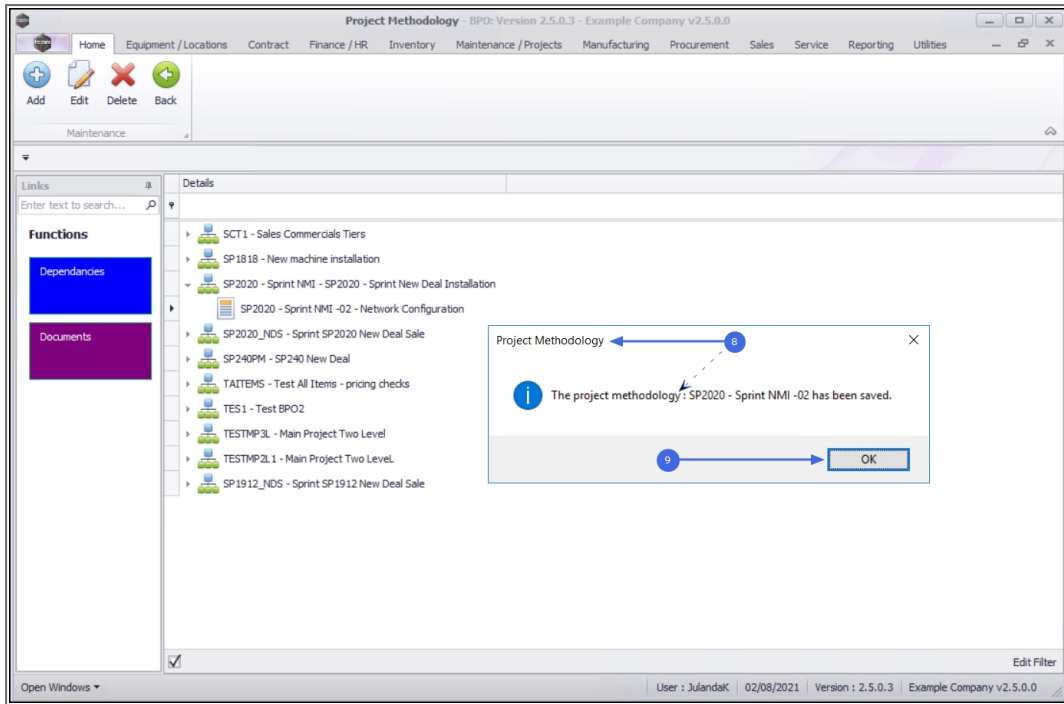 Project Methodology - BPO: Version 2.5.0.3 - Example Company v2.5.0.0
Home Equipment / Locations Contract Finance / HR Inventory Maintenance / Projects Manufacturing Procurement Sales Service Reporting Utilities
Add Edit Delete Back
Maintenance
Links
Enter text to search...
Functions
Dependancies
Documents
Details
SCT1 - Sales Commercials Tiers
SP1818 - New machine installation
SP2020 - Sprint NMI - SP2020 - Sprint New Deal Installation
SP2020 - Sprint NMI -02 - Network Configuration
SP2020_NDS - Sprint SP2020 New Deal Sale
SP240PM - SP240 New Deal
TAITEMS - Test All Items - pricing checks
TES1 - Test BPO2
TESTMP3L - Main Project Two Level
TESTMP2L1 - Main Project Two LeveL
SP1912_NDS - Sprint SP1912 New Deal Sale
Project Methodology
8
The project methodology : SP2020 - Sprint NMI -02 has been saved.
9
OK
Edit Filter
Open Windows
User : JulandaK 02/08/2021 Version : 2.5.0.3 Example Company v2.5.0.0